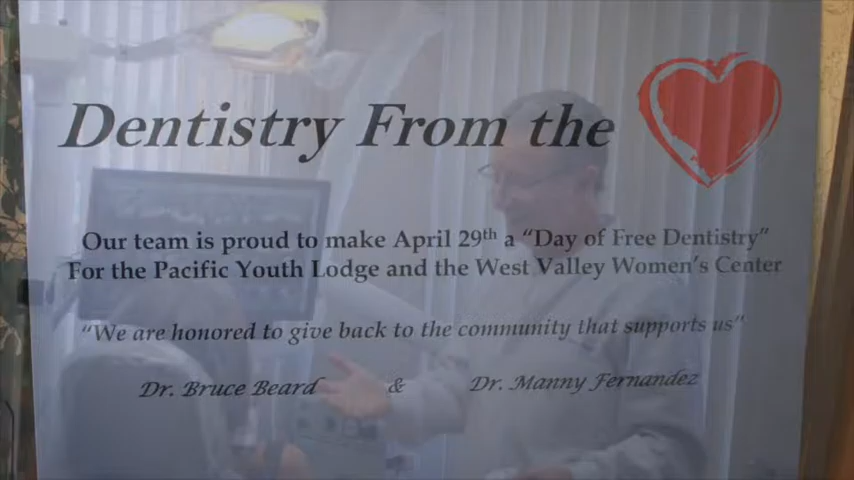 Dentistry From the
Our team is proud to make April 29th a “Day of Free Dentistry”
For the Pacific Youth Lodge and the West Valley Women’s Center
“We are honored to give back to the community that supports us”
Dr. Bruce Beard & Dr. Manny Fernandez